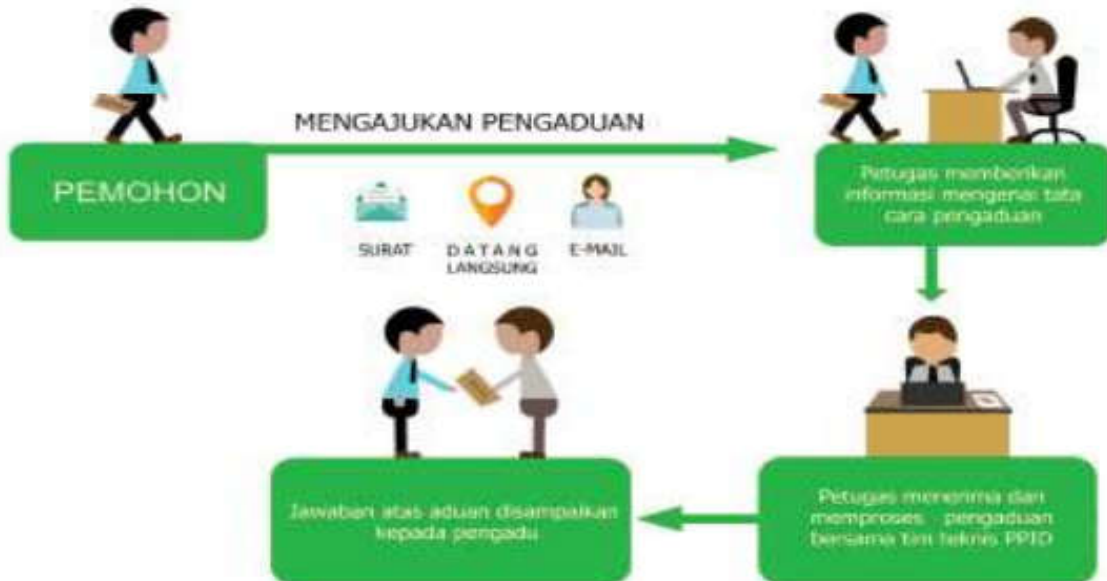 MENGAJUKAN PENGADUAN
PEMOHON
SURAT
DATANG
LANGSUNG
E-MAIL
Petugas memberikan
informasi mengenai tata
cara pengaduan
Petugas menerima dan
memproses pengaduan
bersama tim teknis PPID
Jawaban atas aduan disampaikan
kepada pengadu